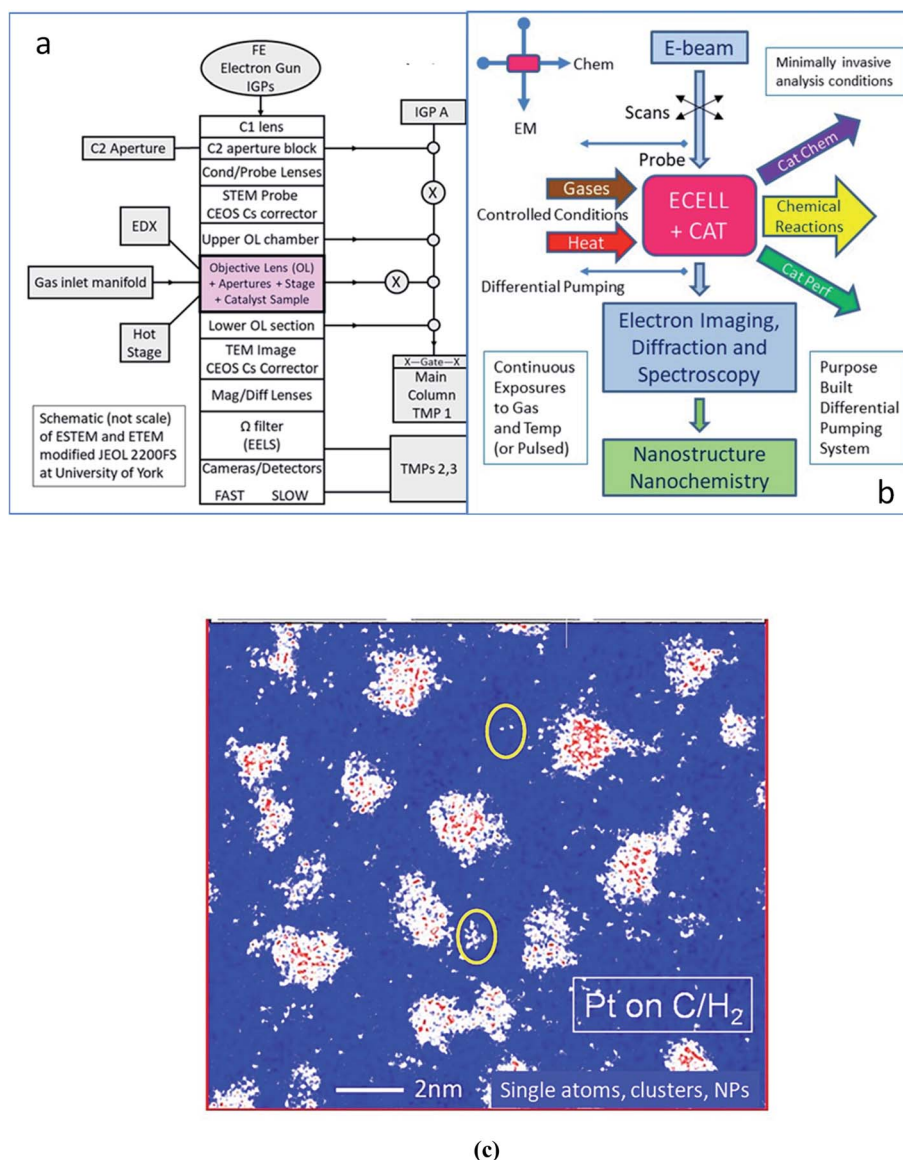 a
FE
Electron Gun
IGPs
C1 lens
C2 Aperture
C2 aperture block
Cond/Probe Lenses
STEM Probe
CEOS Cs corrector
EDX
Upper OL chamber
Gas inlet manifold
Objective Lens (OL)
+ Apertures + Stage
+ Catalyst Sample
Hot
Stage
Lower OL section
TEM Image
CEOS Cs Corrector
Mag/Diff Lenses
Ω filter
(EELS)
Cameras/Detectors
FAST SLOW
IGP A
X
X
X—Gate—X
Main
Column
TMP 1
TMPs 2,3
Schematic (not scale)
of ESTEM and ETEM
modified JEOL 2200FS
at University of York
Chem
EM
E-beam
Minimally invasive
analysis conditions
Scans
Probe
Cat Chem
Gases
Controlled Conditions
Heat
ECELL
+ CAT
Chemical
Reactions
Differential Pumping
Cat Perf
Electron Imaging,
Diffraction and
Spectroscopy
Continuous
Exposures
to Gas
and Temp
(or Pulsed)
Purpose
Built
Differential
Pumping
System
Nanostructure
Nanochemistry
b
Pt on C/H₂
2nm
Single atoms, clusters, NPs
(c)